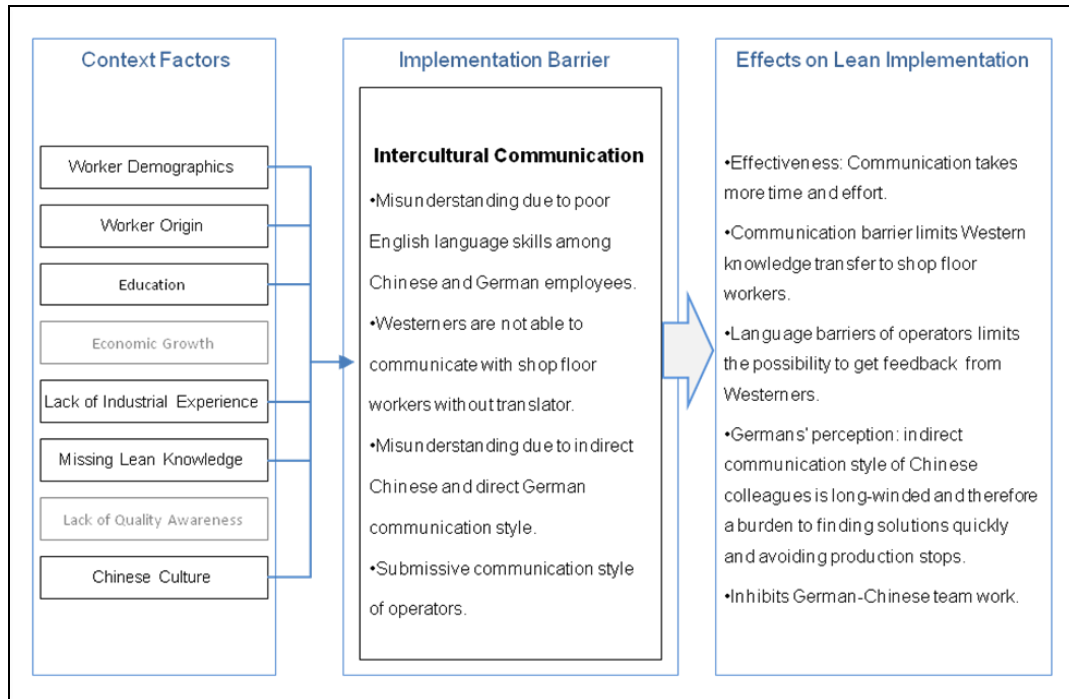 Context Factors
Worker Demographics
Worker Origin
Education
Economic Growth
Lack of Industrial Experience
Missing Lean Knowledge
Lack of Quality Awareness
Chinese Culture
Implementation Barrier
Intercultural Communication
•Misunderstanding due to poor
English language skills among
Chinese and German employees.
•Westerners are not able to
communicate with shop floor
workers without translator.
•Misunderstanding due to indirect
Chinese and direct German
communication style.
•Submissive communication style
of operators.
Effects on Lean Implementation
•Effectiveness: Communication takes
more time and effort.
•Communication barrier limits Western
knowledge transfer to shop floor
workers.
•Language barriers of operators limits
the possibility to get feedback from
Westerners.
•Germans' perception: indirect
communication style of Chinese
colleagues is long-winded and therefore
a burden to finding solutions quickly
and avoiding production stops.
•Inhibits German-Chinese team work.